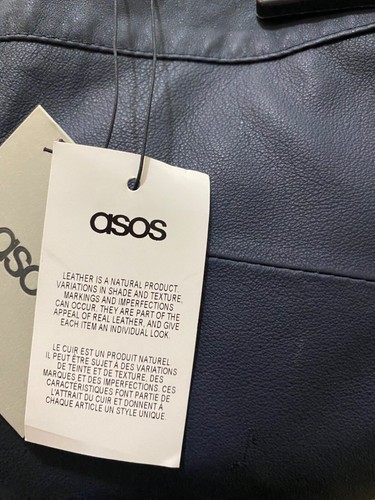 asos
LEATHER IS A NATURAL PRODUCT.
VARIATIONS IN SHADE AND TEXTURE,
MARKINGS AND IMPERFECTIONS
CAN OCCUR. THEY ARE PART OF THE
APPEAL OF REAL LEATHER, AND GIVE
EACH ITEM AN INDIVIDUAL LOOK.
LE CUIR EST UN PRODUIT NATUREL
IL PEUT ÊTRE SUJET À DES VARIATIONS
DE TEINTE ET DE TEXTURE, DES
MARQUES ET DES IMPERFECTIONS. CES
CARACTERISTIQUES FONT PARTIE DE
L'ATTRAIT DU CUIR ET DONNENT A
CHAQUE ARTICLE UN STYLE UNIQUE.
aso